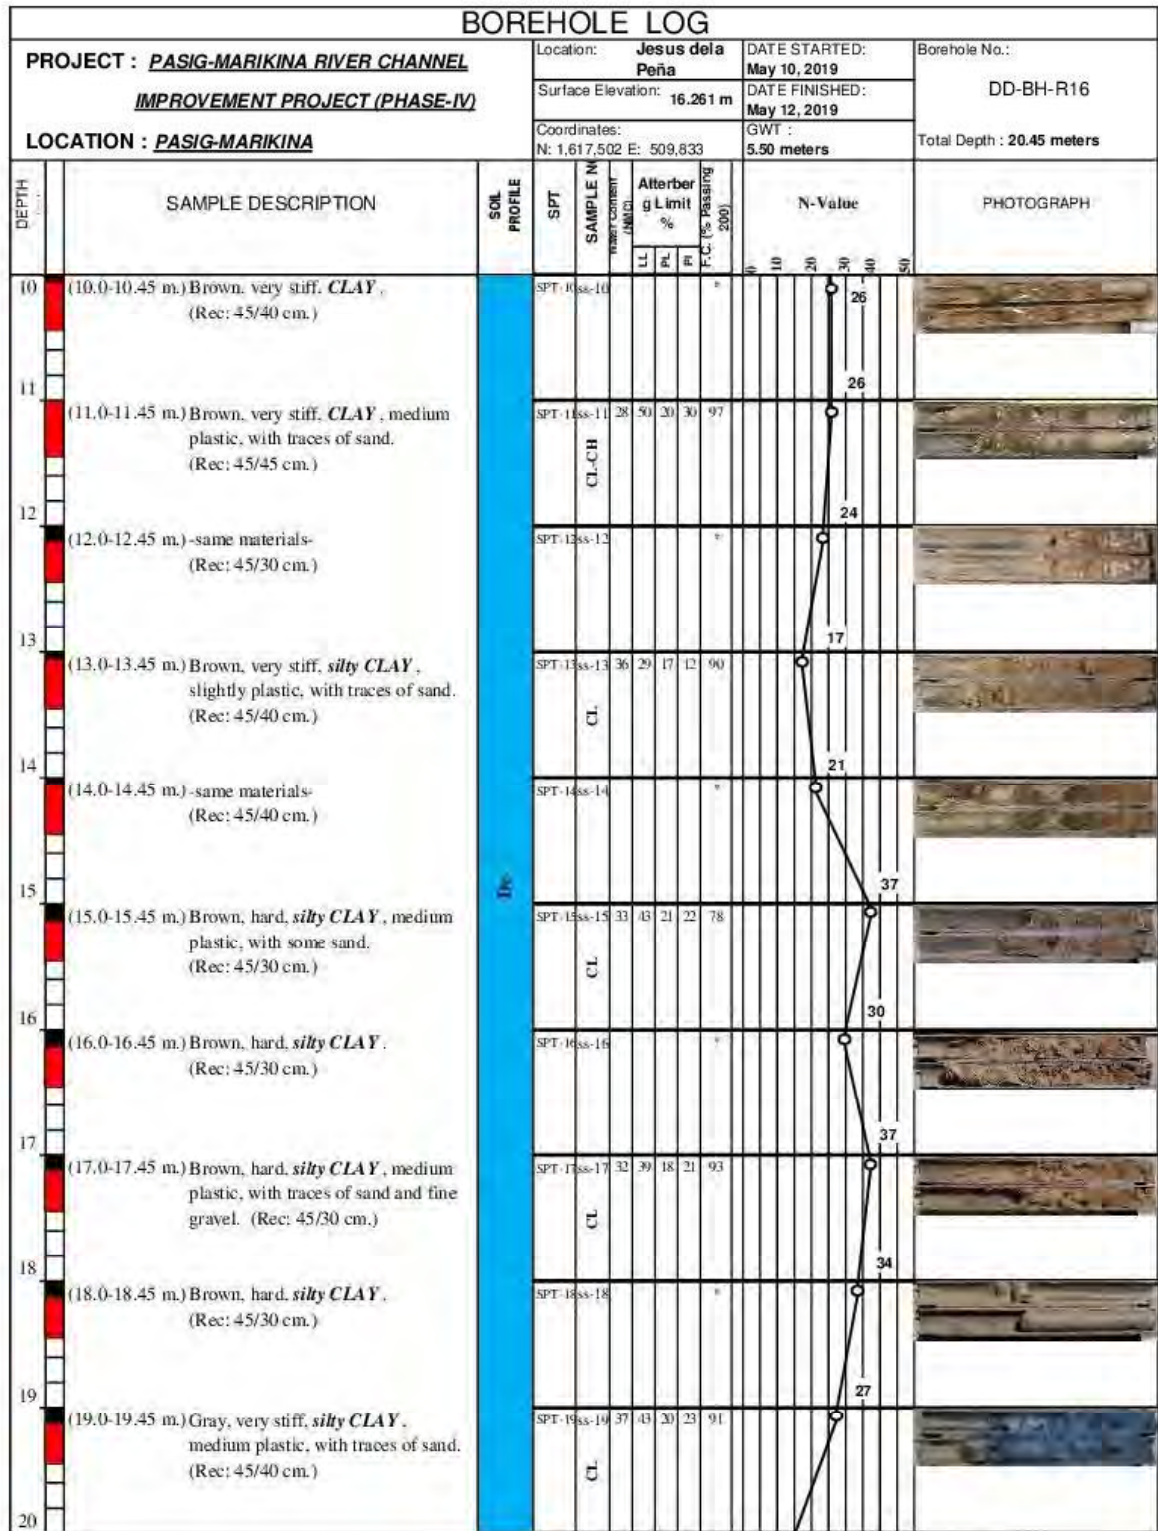 BOREHOLE LOG
PROJECT : PASIG-MARIKINA RIVER CHANNEL
IMPROVEMENT PROJECT (PHASE-IV)
LOCATION : PASIG-MARIKINA
Location: Jesus dela
Peña
Surface Elevation: 16.261 m
Coordinates:
N: 1,617,502 E: 509,833
DATE STARTED:
May 10, 2019
DATE FINISHED:
May 12, 2019
GWT :
5.50 meters
Borehole No.:
DD-BH-R16
Total Depth : 20.45 meters
DEPTH
SAMPLE DESCRIPTION
SOIL
PROFILE
SPT
SAMPLE NO
Water Content
(NMC)
Atterber
g Limit
%
LL PL PI
F.C. (% Passing
200)
N-Value
0 10 20 30 40 50
PHOTOGRAPH
10 (10.0-10.45 m.) Brown, very stiff, CLAY . SPT-10 ss-10 * 26
(Rec: 45/40 cm.)
11 26
(11.0-11.45 m.) Brown, very stiff, CLAY , medium SPT-11 ss-11 28 50 20 30 97
plastic, with traces of sand.
(Rec: 45/45 cm.) CL-CH
12 24
(12.0-12.45 m.) -same materials- SPT-12 ss-12 *
(Rec: 45/30 cm.)
13 17
(13.0-13.45 m.) Brown, very stiff, silty CLAY , SPT-13 ss-13 36 29 17 12 90
slightly plastic, with traces of sand.
(Rec: 45/40 cm.) CL
14 21
(14.0-14.45 m.) -same materials- SPT-14 ss-14 *
(Rec: 45/40 cm.)
15 37
(15.0-15.45 m.) Brown, hard, silty CLAY , medium SPT-15 ss-15 33 43 21 22 78
plastic, with some sand.
(Rec: 45/30 cm.) CL
16 30
(16.0-16.45 m.) Brown, hard, silty CLAY . SPT-16 ss-16 *
(Rec: 45/30 cm.)
17 37
(17.0-17.45 m.) Brown, hard, silty CLAY , medium SPT-17 ss-17 32 39 18 21 93
plastic, with traces of sand and fine
gravel. (Rec: 45/30 cm.) CL
18 34
(18.0-18.45 m.) Brown, hard, silty CLAY . SPT-18 ss-18 *
(Rec: 45/30 cm.)
19 27
(19.0-19.45 m.) Gray, very stiff, silty CLAY . SPT-19 ss-19 37 43 20 23 91
medium plastic, with traces of sand.
(Rec: 45/40 cm.) CL
20